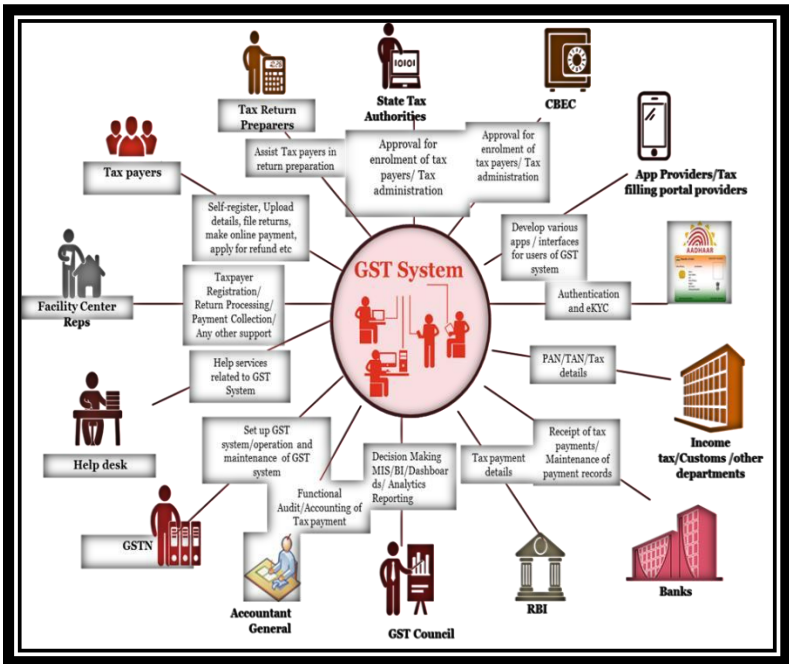 Tax Return
Preparers
State Tax
Authorities
CBEC
Tax payers
Assist Tax payers in
return preparation
Approval for
enrolment of tax
payers/ Tax
administration
Approval for
enrolment of
tax payers/ Tax
administration
App Providers/Tax
filling portal providers
Self-register, Upload
details, file returns,
make online payment,
apply for refund etc
Develop various
apps / interfaces
for users of GST
system
AADHAAR
GST System
Facility Center
Reps
Taxpayer
Registration/
Return Processing/
Payment Collection/
Any other support
Authentication
and eKYC
Help services
related to GST
System
PAN/TAN/Tax
details
Help desk
Income
tax/Customs /other
departments
Set up GST
system/operation and
maintenance of GST
system
Decision Making
MIS/BI/Dashboar
ds/ Analytics
Reporting
Tax payment
details
Receipt of tax
payments/
Maintenance of
payment records
Functional
Audit/Accounting of
Tax payment
GSTN
Accountant
General
GST Council
RBI
Banks
10101